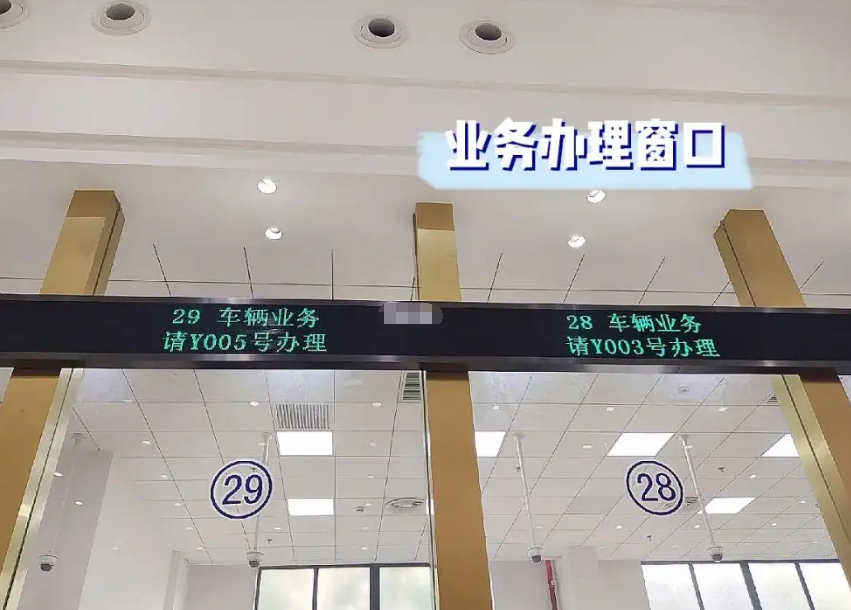 业务办理窗口
29 车辆业务
请Y005号办理
28 车辆业务
请Y003号办理
29
28